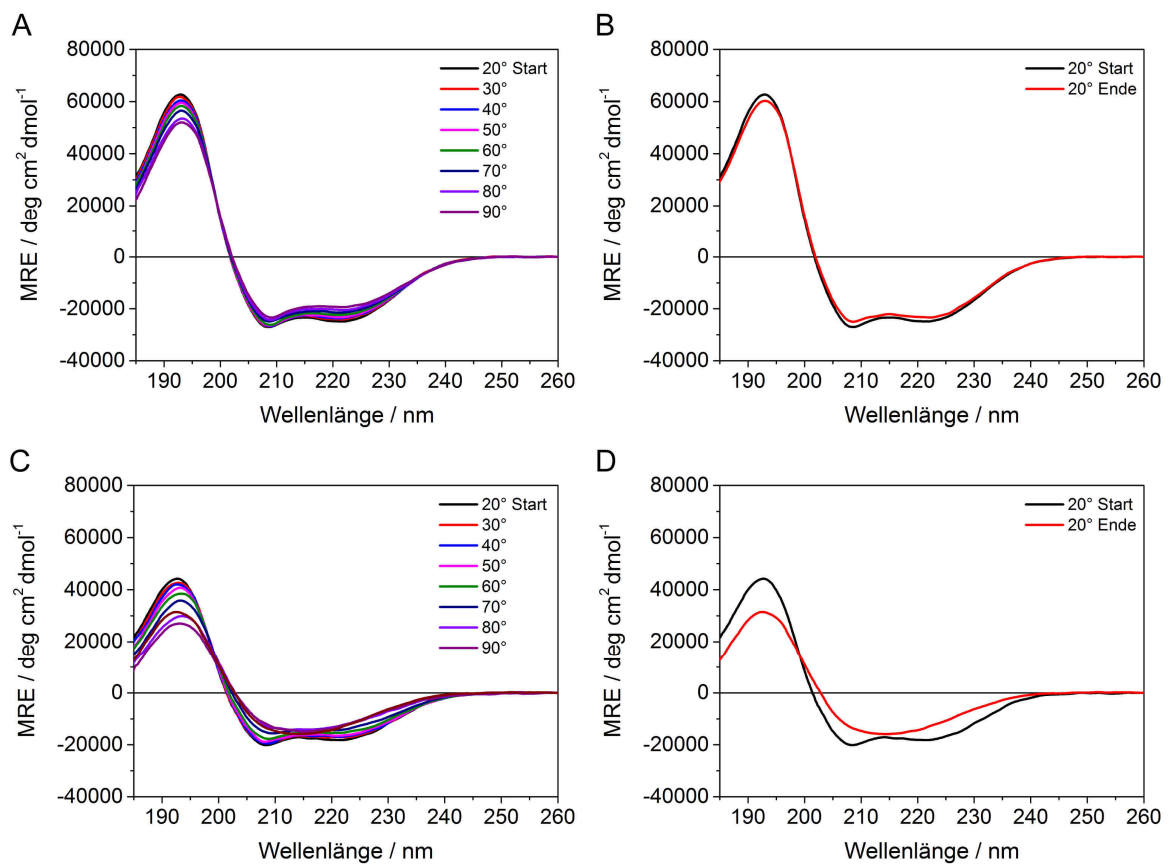 A
MRE / deg cm² dmol⁻¹
80000
60000
40000
20000
0
-20000
-40000
20° Start
30°
40°
50°
60°
70°
80°
90°
190 200 210 220 230 240 250 260
Wellenlänge / nm
B
MRE / deg cm² dmol⁻¹
80000
60000
40000
20000
0
-20000
-40000
20° Start
20° Ende
190 200 210 220 230 240 250 260
Wellenlänge / nm
C
MRE / deg cm² dmol⁻¹
80000
60000
40000
20000
0
-20000
-40000
20° Start
30°
40°
50°
60°
70°
80°
90°
190 200 210 220 230 240 250 260
Wellenlänge / nm
D
MRE / deg cm² dmol⁻¹
80000
60000
40000
20000
0
-20000
-40000
20° Start
20° Ende
190 200 210 220 230 240 250 260
Wellenlänge / nm